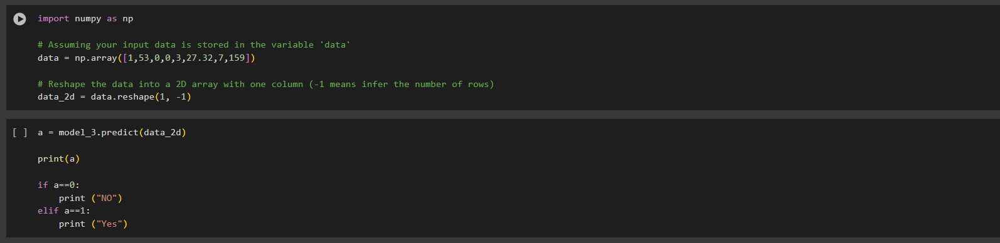 import numpy as np
# Assuming your input data is stored in the variable 'data'
data = np.array([1,53,0,0,3,27.32,7,159])
# Reshape the data into a 2D array with one column (-1 means infer the number of rows)
data_2d = data.reshape(1, -1)
[ ] a = model_3.predict(data_2d)
print(a)
if a==0:
    print ("NO")
elif a==1:
    print ("Yes")